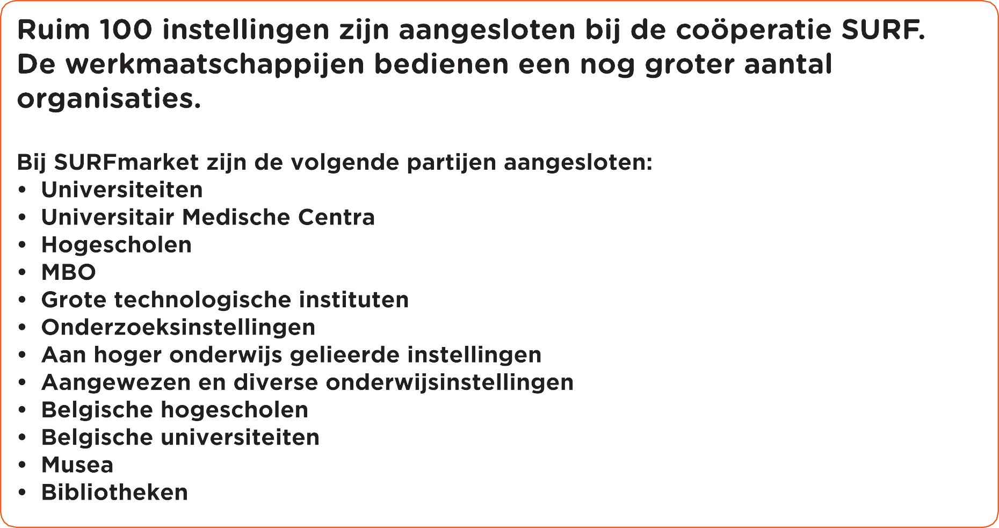 Ruim 100 instellingen zijn aangesloten bij de coöperatie SURF.
De werkmaatschappijen bedienen een nog groter aantal
organisaties.
Bij SURFmarket zijn de volgende partijen aangesloten:
• Universiteiten
• Universitair Medische Centra
• Hogescholen
• MBO
• Grote technologische instituten
• Onderzoeksinstellingen
• Aan hoger onderwijs gelieerde instellingen
• Aangewezen en diverse onderwijsinstellingen
• Belgische hogescholen
• Belgische universiteiten
• Musea
• Bibliotheken